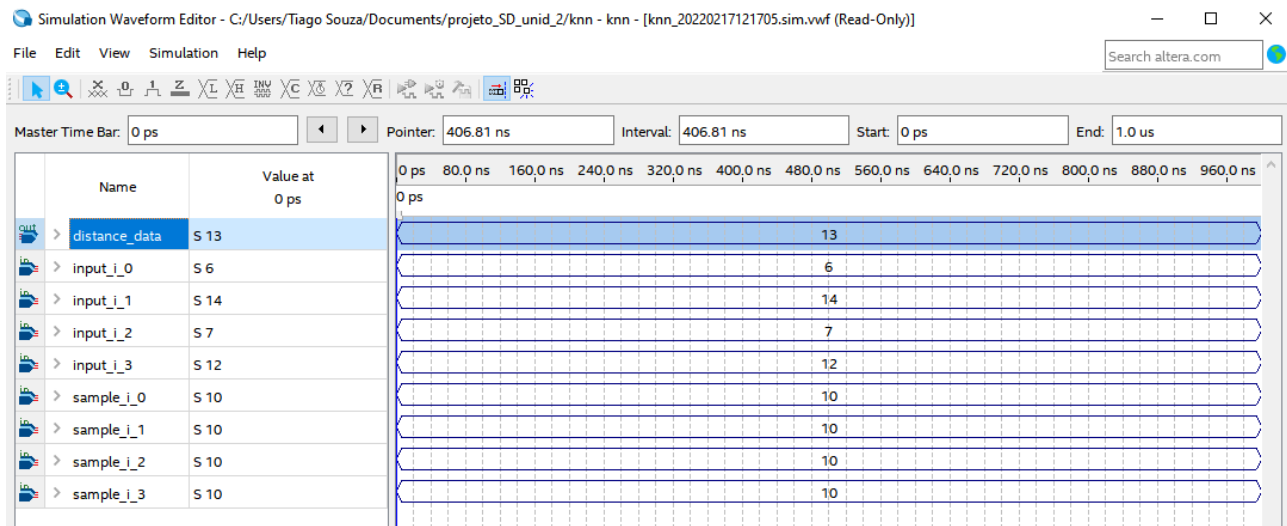 Simulation Waveform Editor - C:/Users/Tiago Souza/Documents/projeto_SD_unid_2/knn - knn - [knn_20220217121705.sim.vwf (Read-Only)]
File Edit View Simulation Help
Search altera.com
Master Time Bar: 0 ps Pointer: 406.81 ns Interval: 406.81 ns Start: 0 ps End: 1.0 us
Name Value at 0 ps
0 ps 80.0 ns 160.0 ns 240.0 ns 320.0 ns 400.0 ns 480.0 ns 560.0 ns 640.0 ns 720.0 ns 800.0 ns 880.0 ns 960.0 ns
0 ps
out distance_data S 13 13
in input_i_0 S 6 6
in input_i_1 S 14 14
in input_i_2 S 7 7
in input_i_3 S 12 12
in sample_i_0 S 10 10
in sample_i_1 S 10 10
in sample_i_2 S 10 10
in sample_i_3 S 10 10